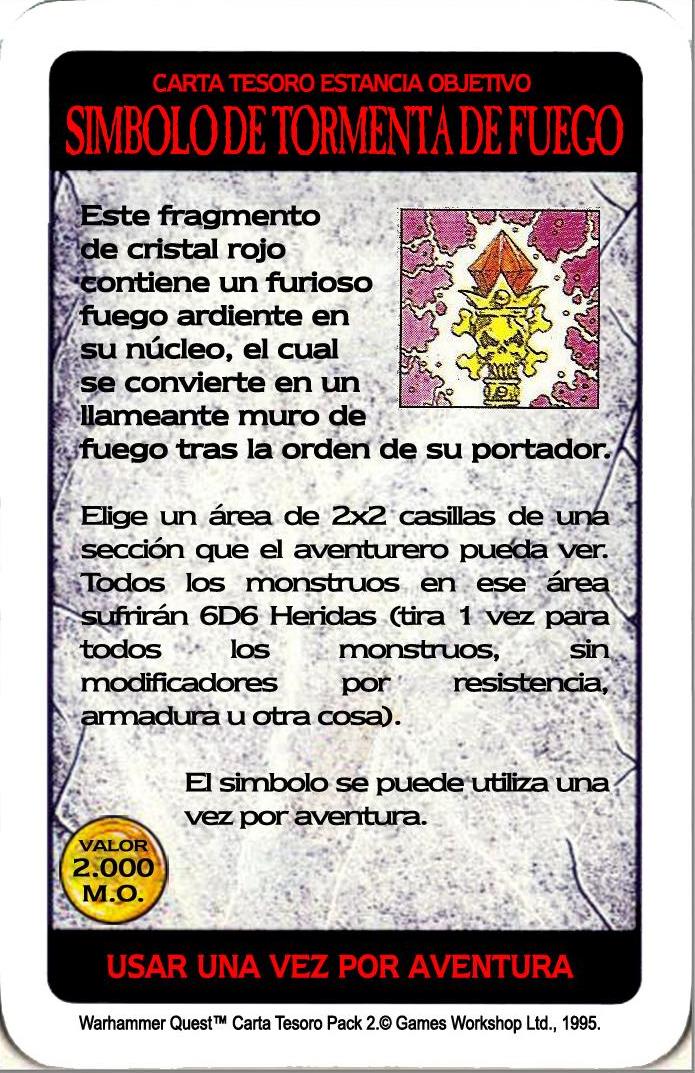 CARTA TESORO ESTANCIA OBJETIVO
SIMBOLO DE TORMENTA DE FUEGO
Este fragmento
de cristal rojo
contiene un furioso
fuego ardiente en
su núcleo, el cual
se convierte en un
llameante muro de
fuego tras la orden de su portador.
Elige un área de 2x2 casillas de una
sección que el aventurero pueda ver.
Todos los monstruos en ese área
sufrirán 6D6 Heridas (tira 1 vez para
todos los monstruos, sin
modificadores por resistencia,
armadura u otra cosa).
El simbolo se puede utiliza una
vez por aventura.
VALOR
2.000
M.O.
USAR UNA VEZ POR AVENTURA
Warhammer Quest™ Carta Tesoro Pack 2.© Games Workshop Ltd., 1995.